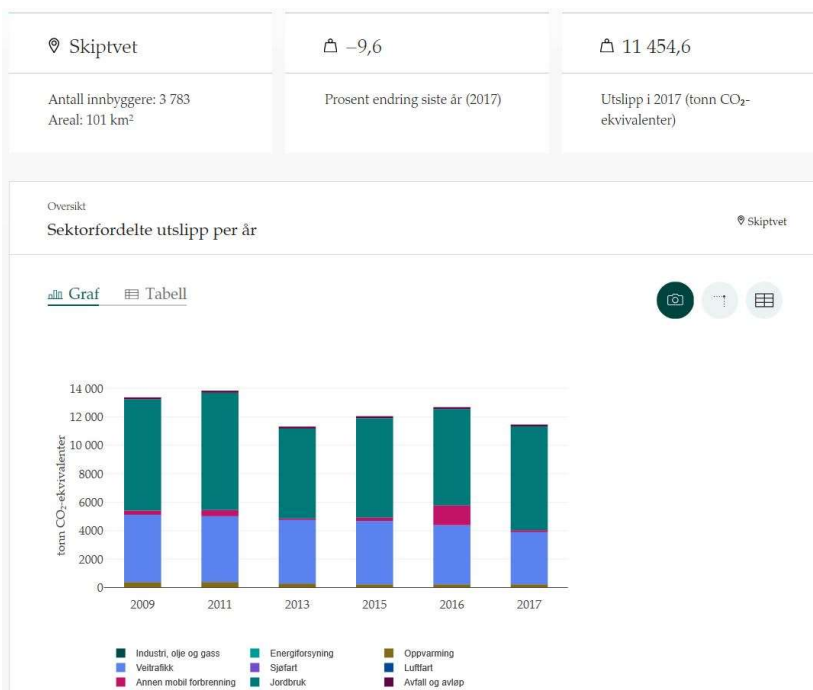 Skiptvet
Antall innbyggere: 3 783
Areal: 101 km²
–9,6
Prosent endring siste år (2017)
11 454,6
Utslipp i 2017 (tonn CO₂-
ekvivalenter)
Oversikt
Sektorfordelte utslipp per år
Skiptvet
Graf
Tabell
tonn CO₂-ekvivalenter
14 000
12 000
10 000
8000
6000
4000
2000
0
2009 2011 2013 2015 2016 2017
Industri, olje og gass
Veitrafikk
Annen mobil forbrenning
Energiforsyning
Sjøfart
Jordbruk
Oppvarming
Luftfart
Avfall og avløp